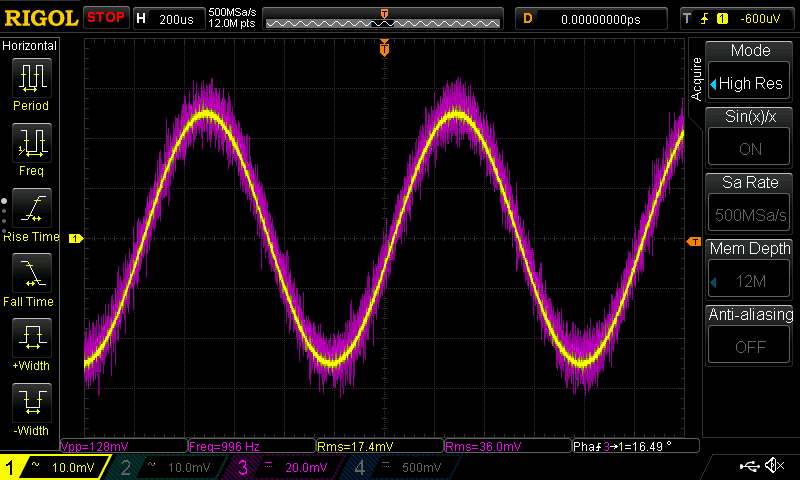 RIGOL STOP H 200us 500MSa/s 12.0M pts T D 0.00000000ps T 1 -600uV
Horizontal
Period
Freq
Rise Time
Fall Time
+Width
-Width
T
1
T
Acquire
Mode
High Res
Sin(x)/x
ON
Sa Rate
500MSa/s
Mem Depth
12M
Anti-aliasing
OFF
Vpp=128mV Freq=996 Hz Rms=17.4mV Rms=36.0mV Pha 3→1=16.49 °
1 ~ 10.0mV 2 ~ 10.0mV 3 20.0mV 4 500mV